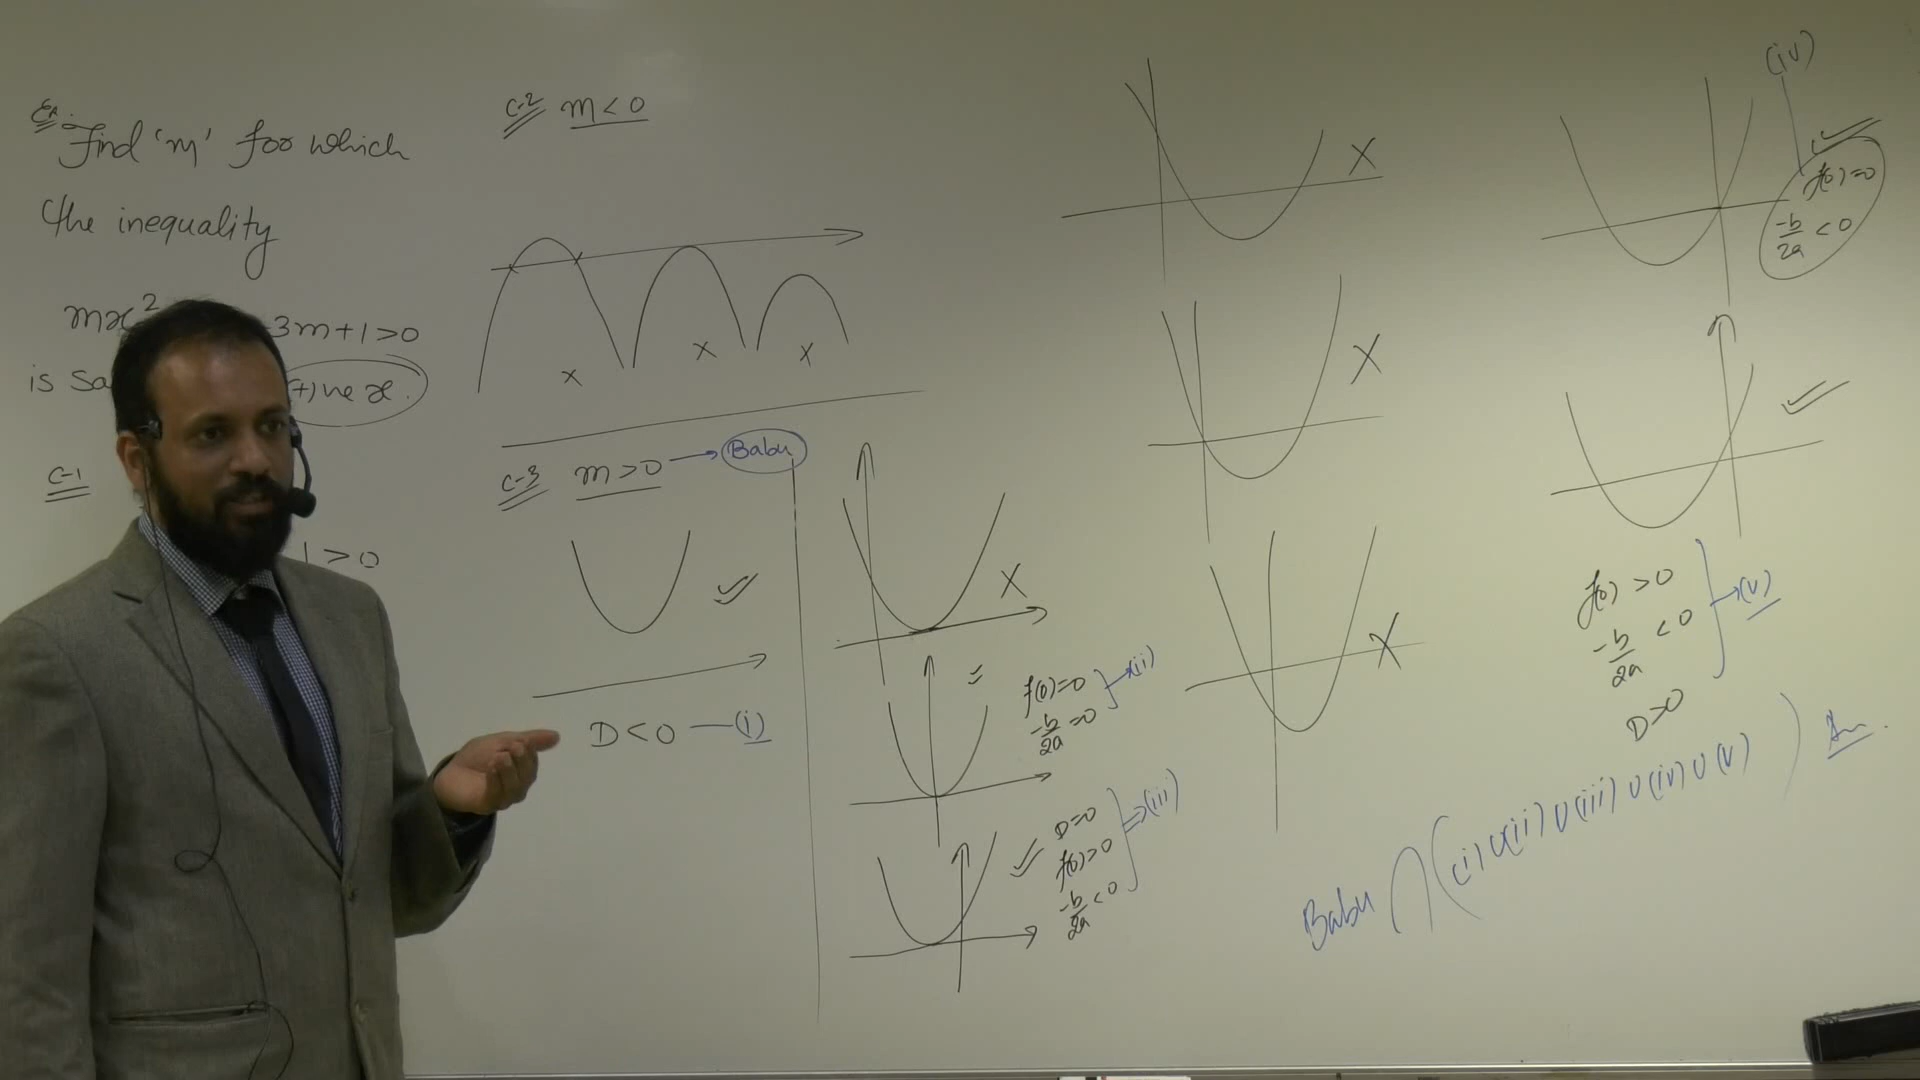 Ex. Find 'm' for which
the inequality
mx² 3m+1>0
is sa (+)ve x.
C-1
1 > 0
C-2 m < 0
x x x
C-3 m > 0 → Babu
D < 0 — (i)
X
f(0)=0
-b/2a = 0 → (ii)
D=0
f(0)>0
-b/2a < 0 ⇒ (iii)
X
X
X
(iv)
f(0)=0
-b/2a < 0
f(0) > 0
-b/2a < 0 → (v)
D>0
Babu ∩ ((i) ∪ (ii) ∪ (iii) ∪ (iv) ∪ (v)) Ans.